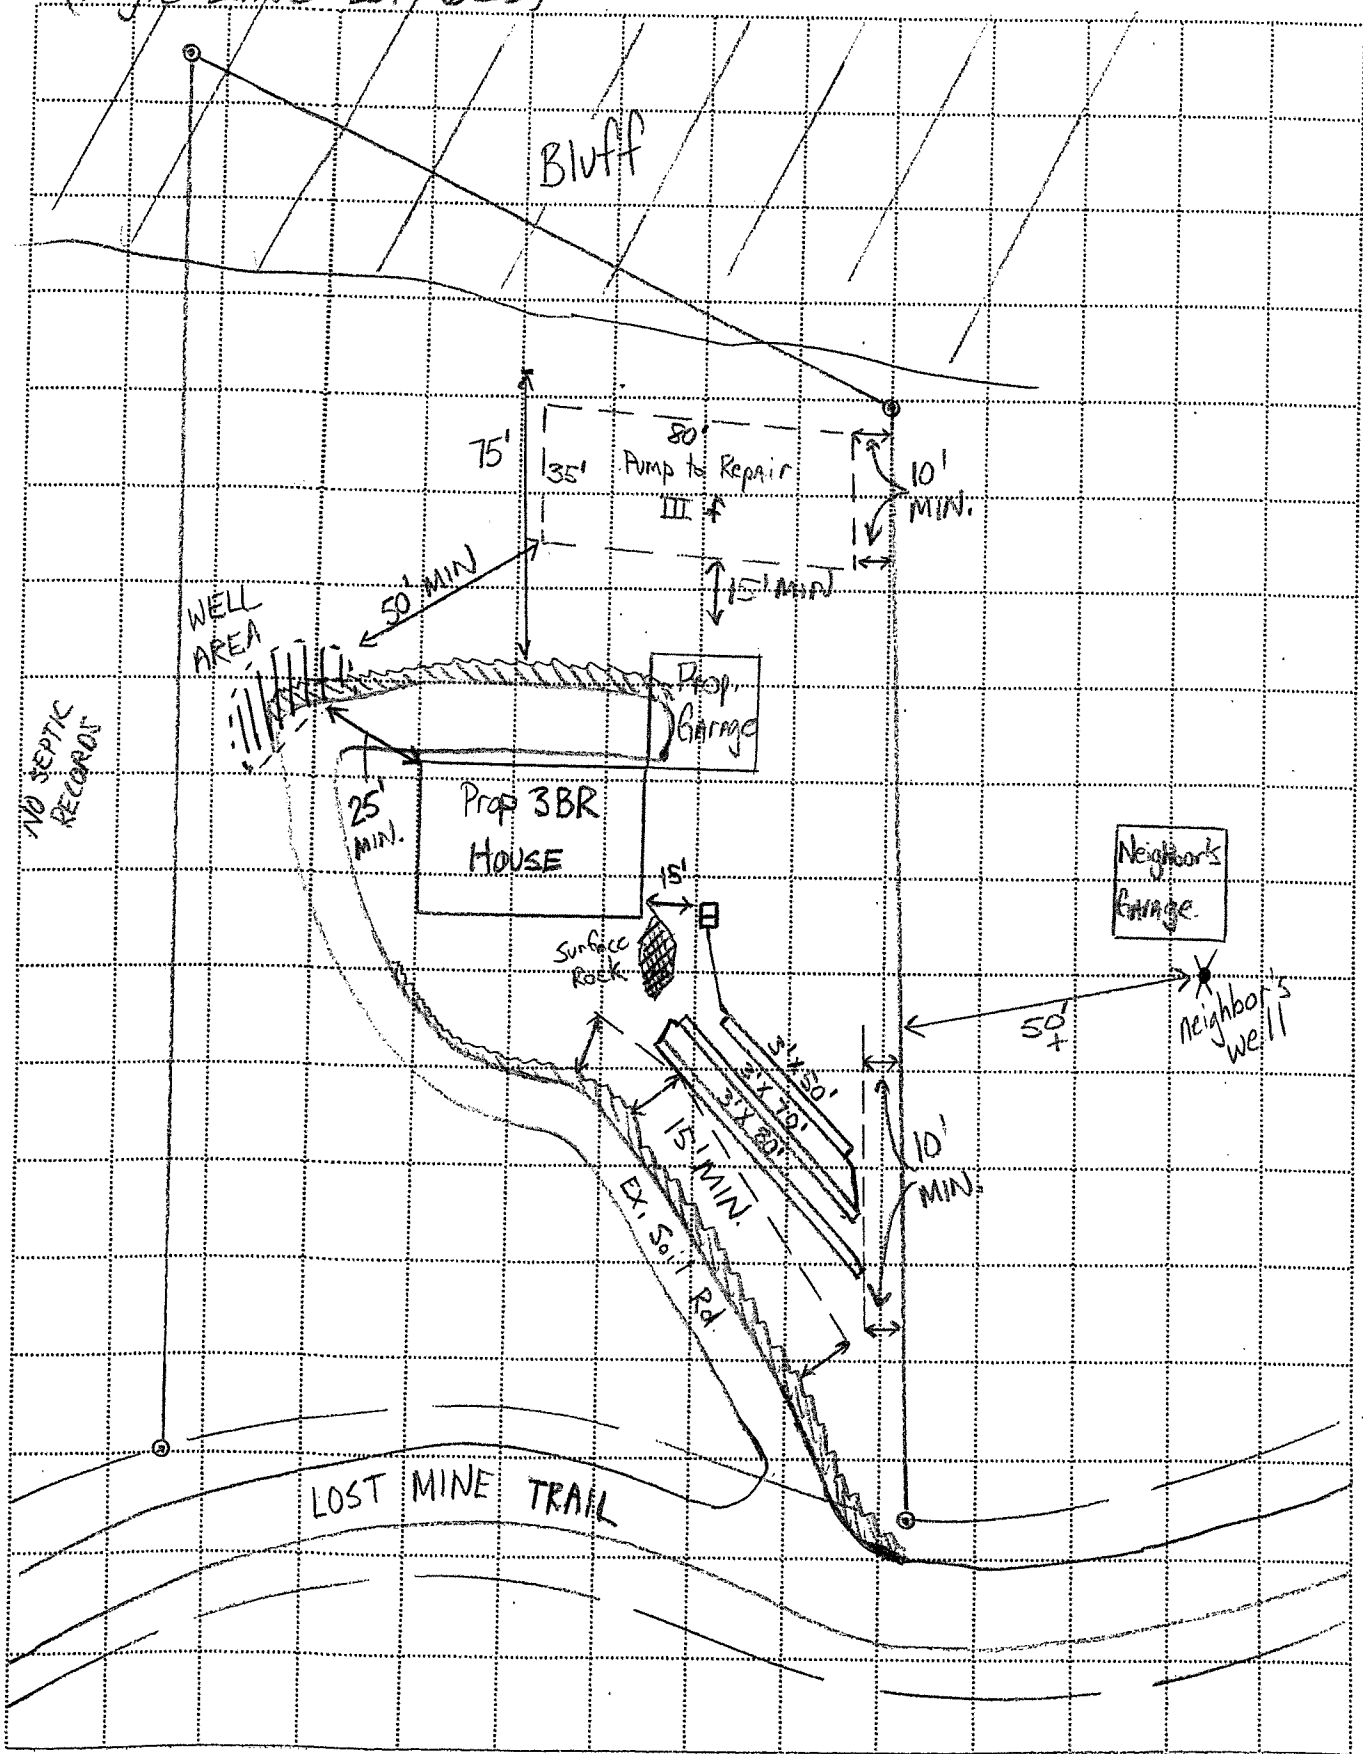 Bluff
75'
80'
35'
Pump to Repair
III f
10'
MIN.
50' MIN
15' MIN
WELL
AREA
Prop.
Garage
NO SEPTIC
RECORDS
25'
MIN.
Prop 3BR
HOUSE
15'
Neighbor's
Garage.
Surface
Rock
50'
+
neighbor's
well
3' x 50'
3' x 70'
3' x 80'
15' MIN.
10'
MIN.
EX. Soil Rd.
LOST MINE TRAIL